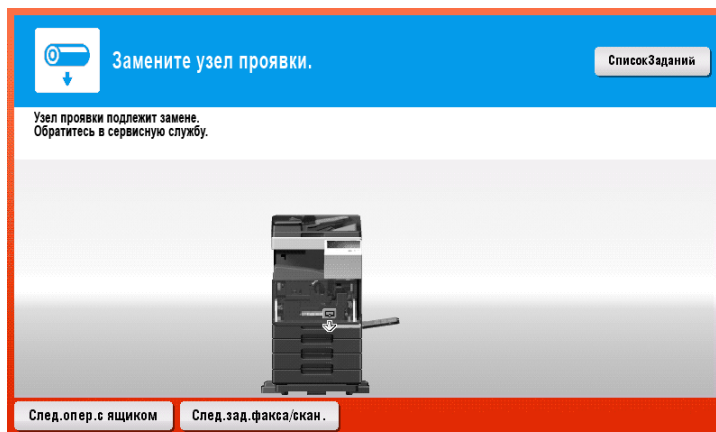 Замените узел проявки.
СписокЗаданий
Узел проявки подлежит замене.
Обратитесь в сервисную службу.
След.опер.с ящиком
След.зад.факса/скан.